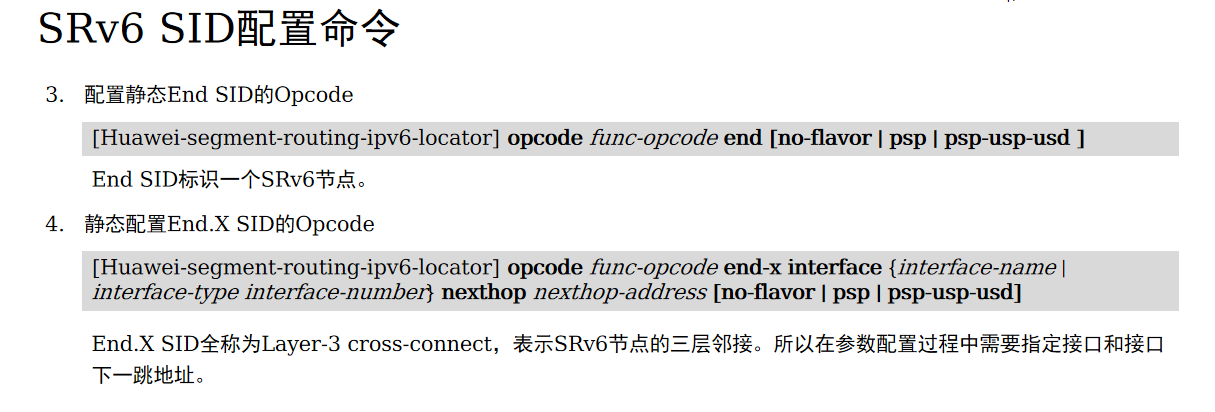 SRv6 SID配置命令
3. 配置静态End SID的Opcode
[Huawei-segment-routing-ipv6-locator] opcode func-opcode end [no-flavor | psp | psp-usp-usd ]
End SID标识一个SRv6节点。
4. 静态配置End.X SID的Opcode
[Huawei-segment-routing-ipv6-locator] opcode func-opcode end-x interface {interface-name |
interface-type interface-number} nexthop nexthop-address [no-flavor | psp | psp-usp-usd]
End.X SID全称为Layer-3 cross-connect，表示SRv6节点的三层邻接。所以在参数配置过程中需要指定接口和接口
下一跳地址。